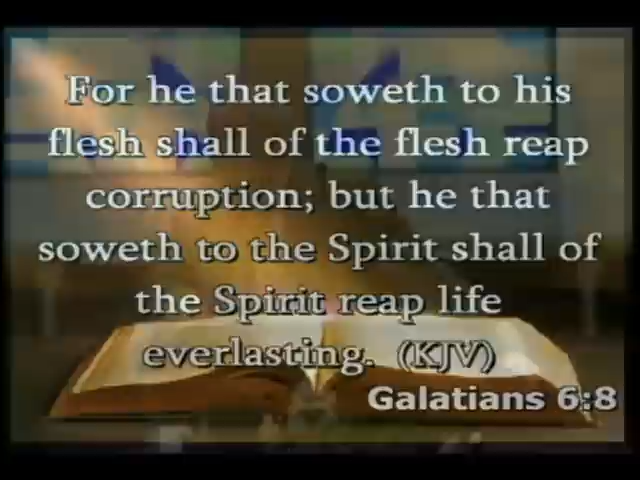 For he that soweth to his
flesh shall of the flesh reap
corruption; but he that
soweth to the Spirit shall of
the Spirit reap life
everlasting. (KJV)
Galatians 6:8